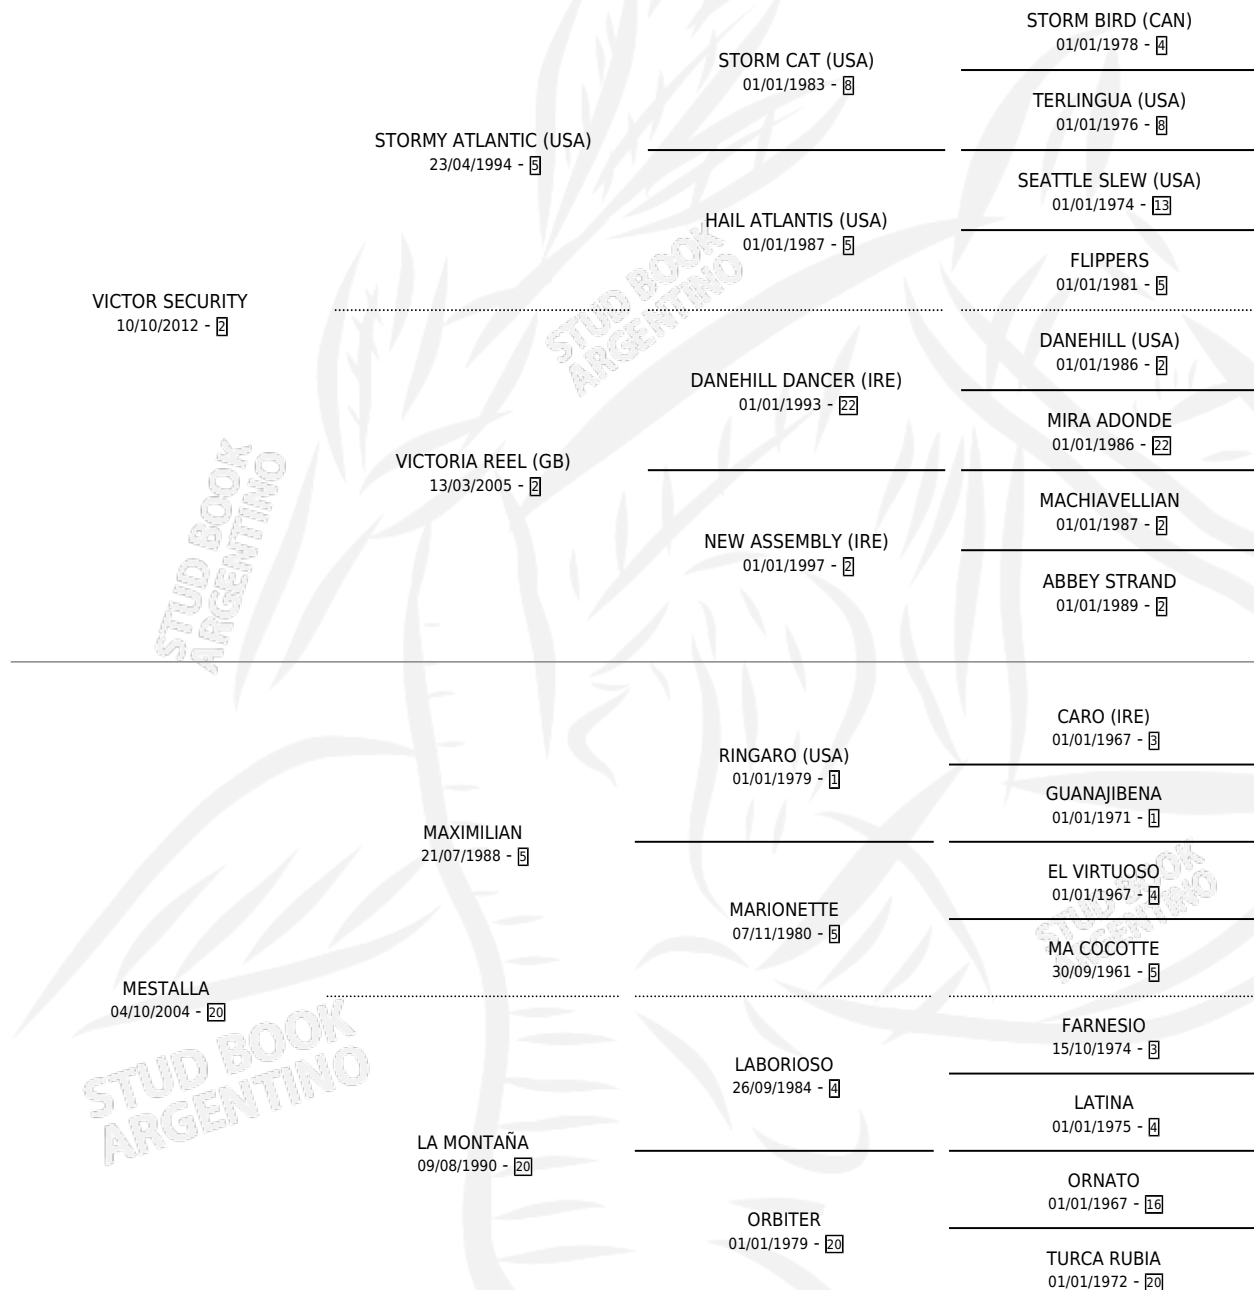 STORM BIRD (CAN)
01/01/1978 - 4
STORM CAT (USA)
01/01/1983 - 8
TERLINGUA (USA)
01/01/1976 - 8
STORMY ATLANTIC (USA)
23/04/1994 - 5
SEATTLE SLEW (USA)
01/01/1974 - 13
HAIL ATLANTIS (USA)
01/01/1987 - 5
FLIPPERS
01/01/1981 - 5
VICTOR SECURITY
10/10/2012 - 2
STUD BOOK
ARGENTINO
DANEHILL (USA)
01/01/1986 - 2
DANEHILL DANCER (IRE)
01/01/1993 - 22
MIRA ADONDE
01/01/1986 - 22
VICTORIA REEL (GB)
13/03/2005 - 2
MACHIAVELLIAN
01/01/1987 - 2
NEW ASSEMBLY (IRE)
01/01/1997 - 2
ABBEY STRAND
01/01/1989 - 2
STUD BOOK
ARGENTINO
CARO (IRE)
01/01/1967 - 3
RINGARO (USA)
01/01/1979 - 1
GUANAJIBENA
01/01/1971 - 1
MAXIMILIAN
21/07/1988 - 5
EL VIRTUOSO
01/01/1967 - 4
MARIONETTE
07/11/1980 - 5
STUD BOOK
ARGENTINO
MA COCOTTE
30/09/1961 - 5
MESTALLA
04/10/2004 - 20
FARNESIO
15/10/1974 - 3
LABORIOSO
26/09/1984 - 4
LATINA
01/01/1975 - 4
STUD BOOK
ARGENTINO
LA MONTAÑA
09/08/1990 - 20
ORNATO
01/01/1967 - 16
ORBITER
01/01/1979 - 20
TURCA RUBIA
01/01/1972 - 20